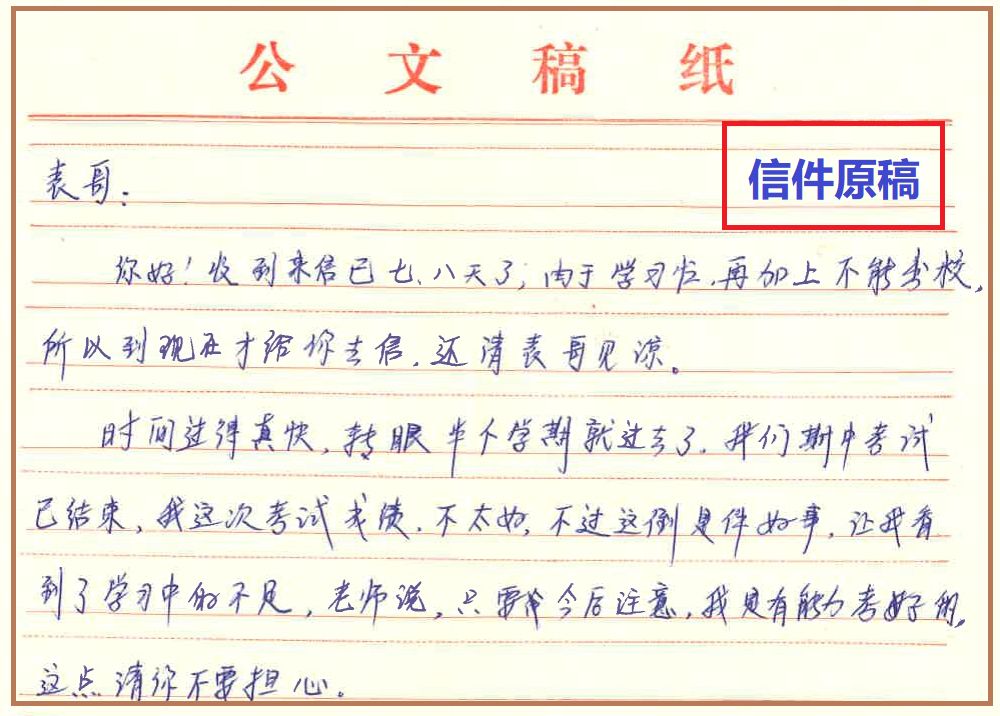 公文稿纸
信件原稿
表哥：
你好！收到来信已七、八天了，由于学习忙，再加上不能出校，
所以到现在才给你去信，还请表哥见凉。
时间过得真快，转眼半个学期就过去了。我们期中考试
已结束，我这次考试成绩，不太好，不过这倒是件好事，让我看
到了学习中的不足，老师说，只要今后注意，我是有能力考好的，
这点请你不要担心。